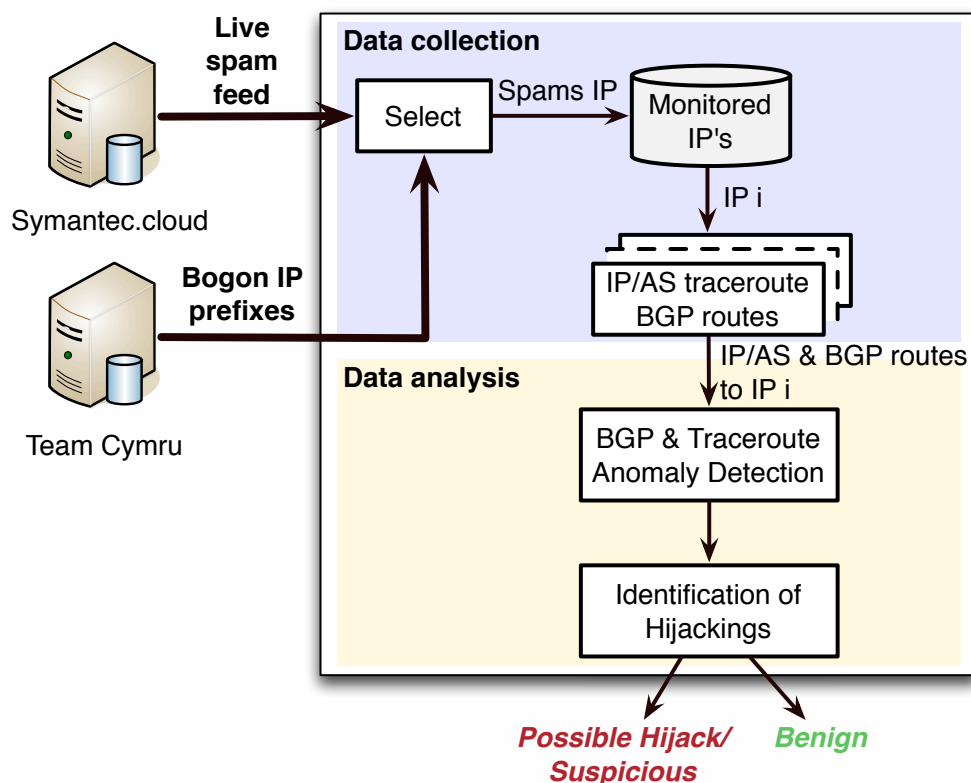 Live
spam
feed
Symantec.cloud
Bogon IP
prefixes
Team Cymru
Data collection
Select
Spams IP
Monitored
IP's
IP i
IP/AS traceroute
BGP routes
IP/AS & BGP routes
to IP i
Data analysis
BGP & Traceroute
Anomaly Detection
Identification of
Hijackings
Possible Hijack/
Suspicious
Benign